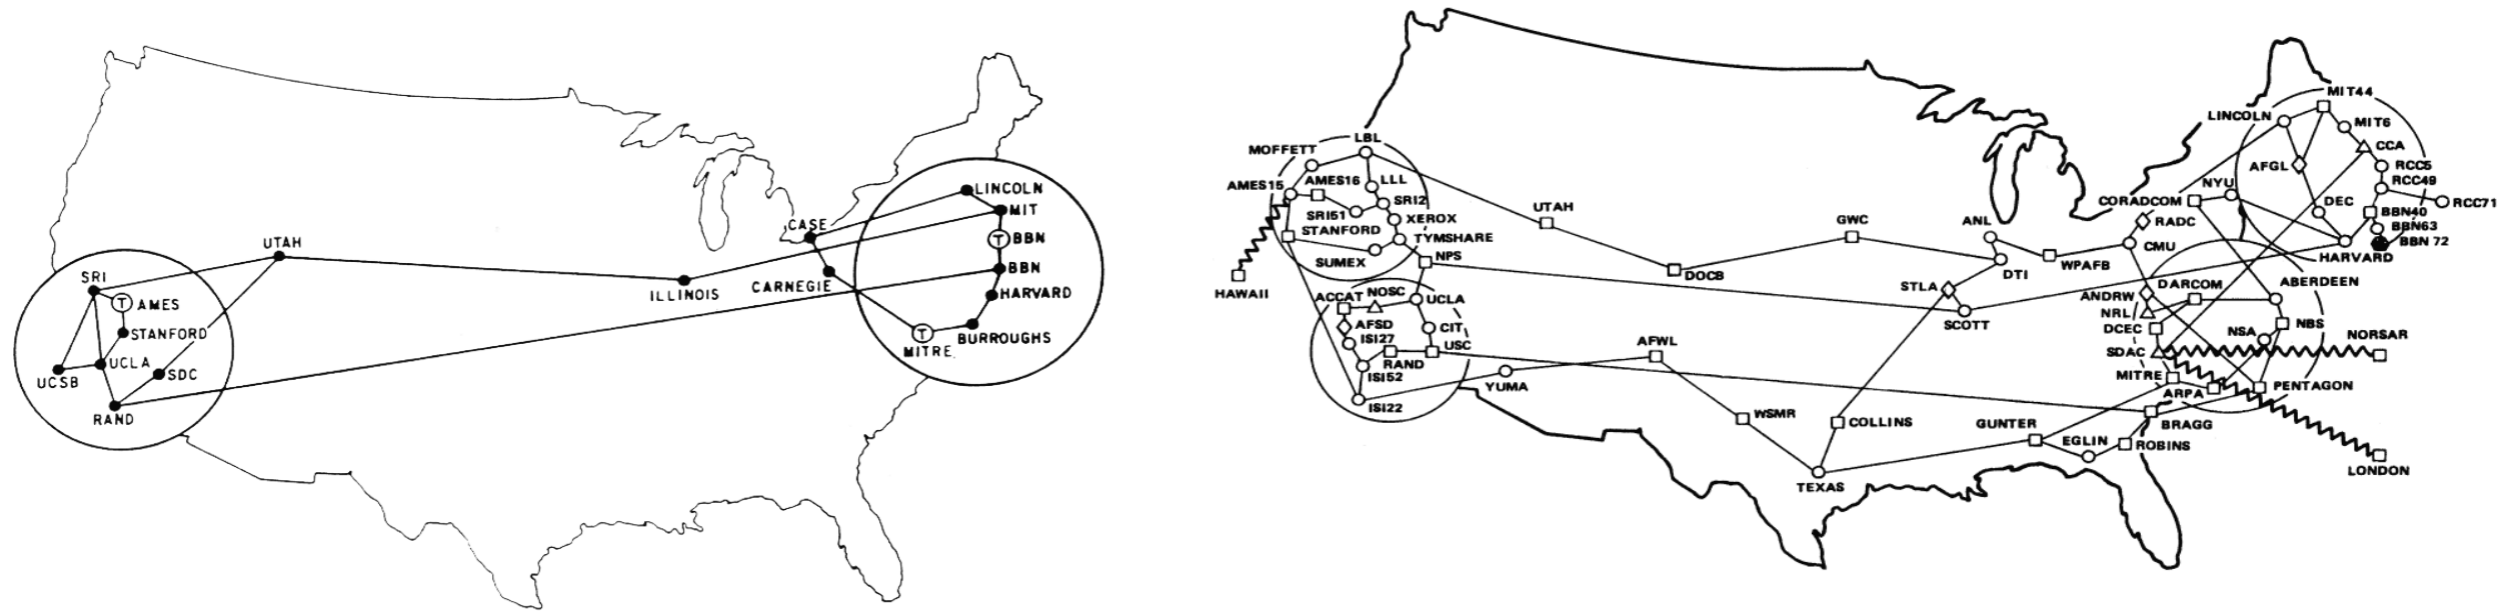 LINCOLN
MIT
T BBN
BBN
HARVARD
BURROUGHS
T
MITRE
CASE
CARNEGIE
ILLINOIS
UTAH
SRI
T AMES
STANFORD
UCLA
UCSB
SDC
RAND
LBL
MOFFETT
AMES15
AMES16
LLL
SRI2
SRI51
XEROX
STANFORD
TYMSHARE
SUMEX
NPS
HAWAII
ACCAT
NOSC
UCLA
AFSD
CIT
ISI27
RAND
USC
ISI52
ISI22
UTAH
DOCB
GWC
YUMA
AFWL
WSMR
TEXAS
COLLINS
STLA
SCOTT
ANL
DTI
WPAFB
CMU
RADC
CORADCOM
NYU
LINCOLN
MIT44
MIT6
CCA
RCC5
RCC49
RCC71
AFGL
DEC
BBN40
BBN63
BBN 72
HARVARD
ABERDEEN
DARCOM
ANDRW
NRL
DCEC
NBS
NSA
SDAC
NORSAR
MITRE
ARPA
PENTAGON
BRAGG
GUNTER
EGLIN
ROBINS
LONDON